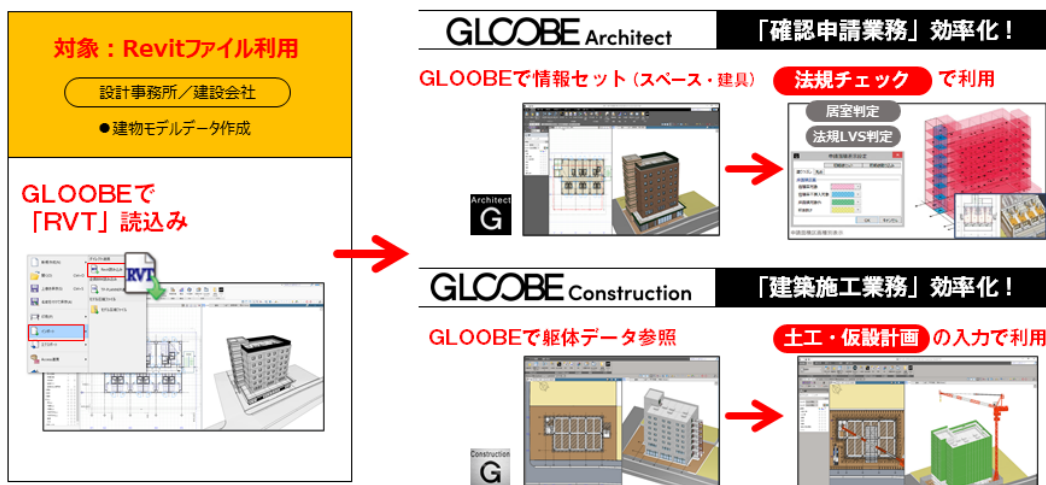 対象：Revitファイル利用
設計事務所／建設会社
●建物モデルデータ作成
GLOOBEで
「RVT」読込み
RVT
GLOOBE Architect
「確認申請業務」効率化！
GLOOBEで情報セット（スペース・建具）
法規チェック で利用
居室判定
法規LVS判定
Architect
G
GLOOBE Construction
「建築施工業務」効率化！
GLOOBEで躯体データ参照
土工・仮設計画 の入力で利用
Construction
G